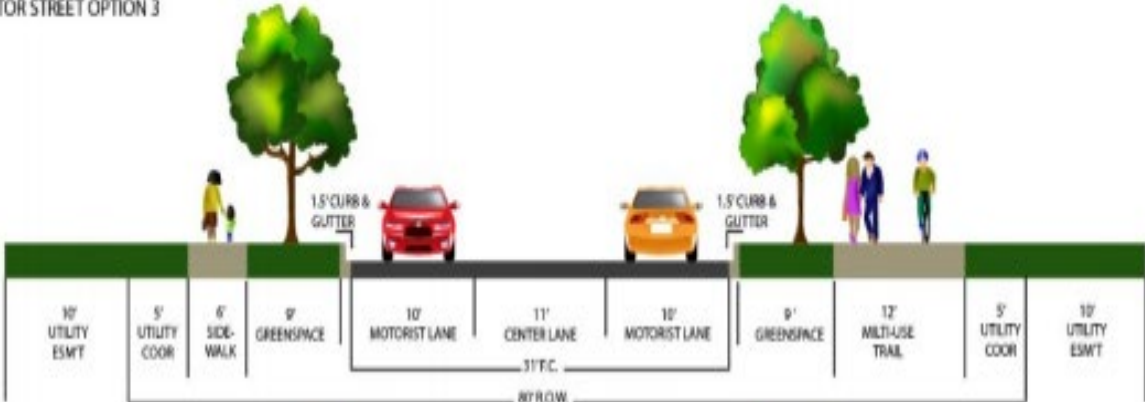 TOR STREET OPTION 3
1.5' CURB &
GUTTER
1.5' CURB &
GUTTER
10'
UTILITY
ESM'T
5'
UTILITY
COOR
6'
SIDE-
WALK
9'
GREENSPACE
10'
MOTORIST LANE
11'
CENTER LANE
10'
MOTORIST LANE
9'
GREENSPACE
12'
MILTI-USE
TRAIL
5'
UTILITY
COOR
10'
UTILITY
ESM'T
31' F.C.
80' R.O.W.